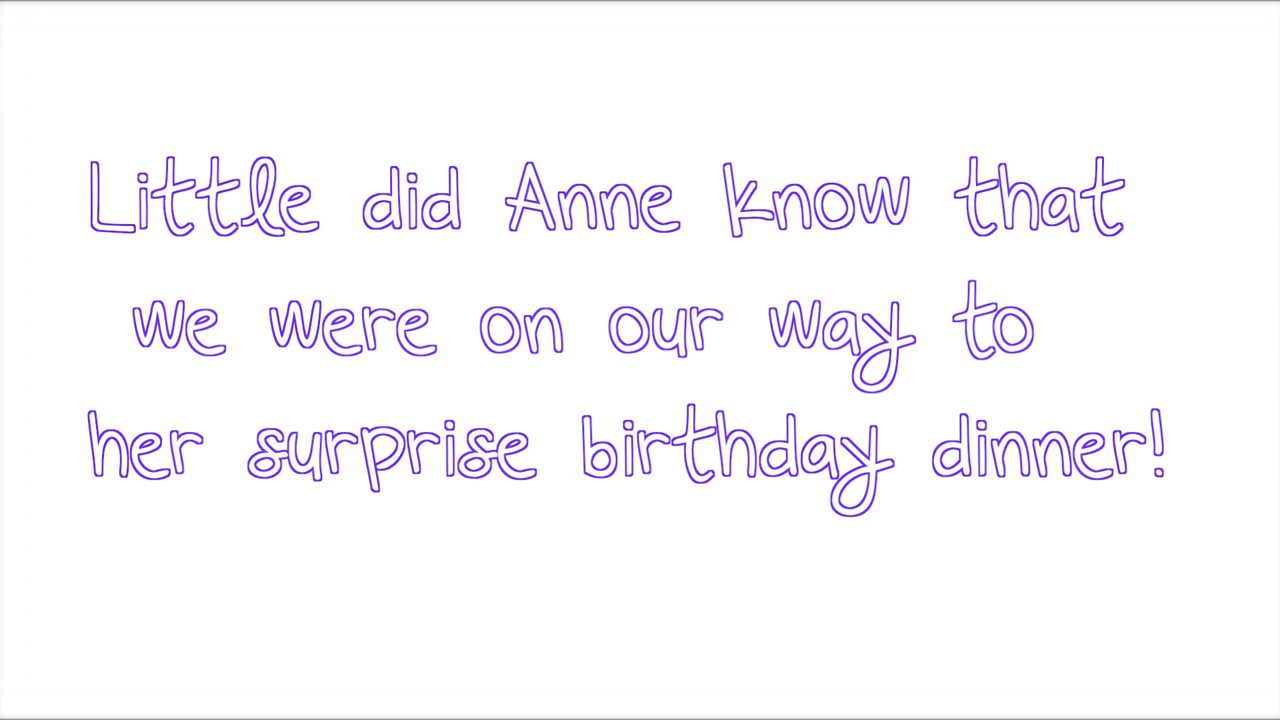 Little did Anne know that
we were on our way to
her surprise birthday dinner!